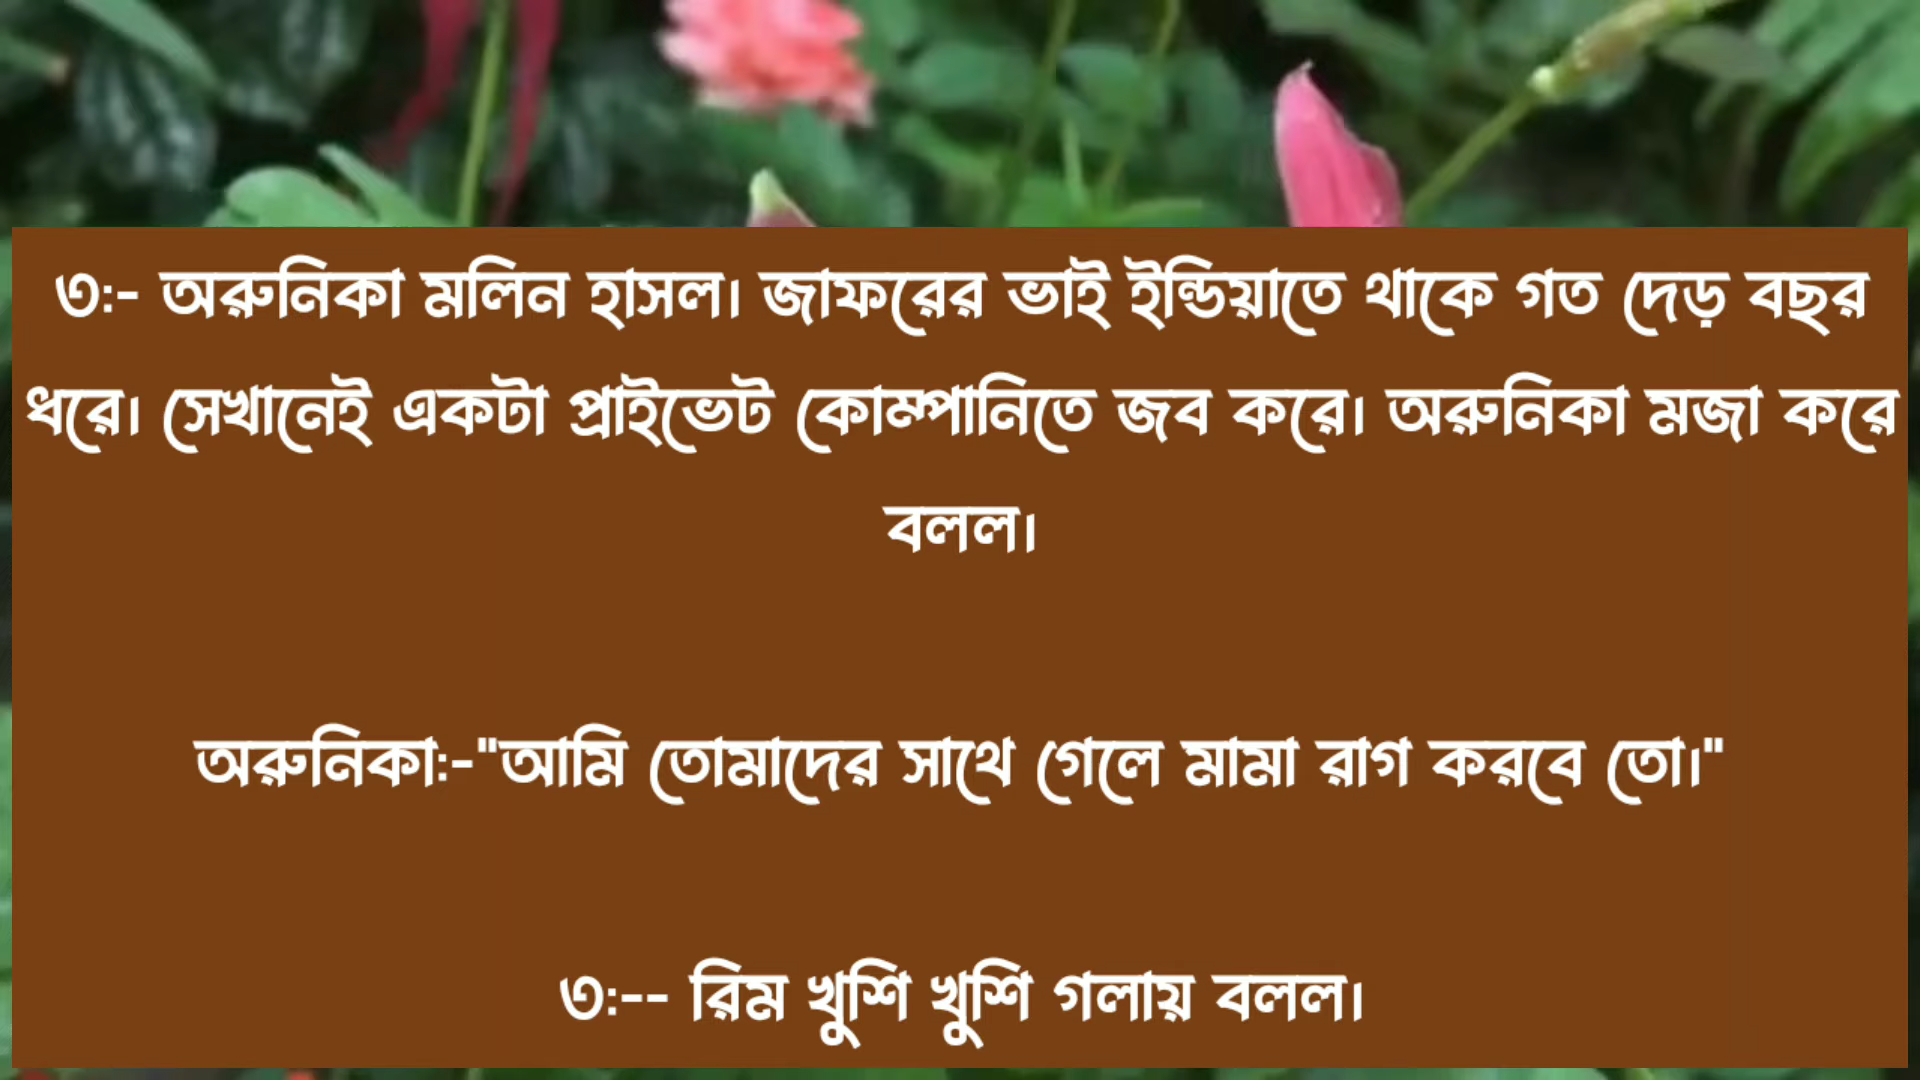 ৩:- অরুনিকা মলিন হাসল। জাফরের ভাই ইন্ডিয়াতে থাকে গত দেড় বছর
ধরে। সেখানেই একটা প্রাইভেট কোম্পানিতে জব করে। অরুনিকা মজা করে
বলল।
অরুনিকা:-"আমি তোমাদের সাথে গেলে মামা রাগ করবে তো।"
৩:-- রিম খুশি খুশি গলায় বলল।